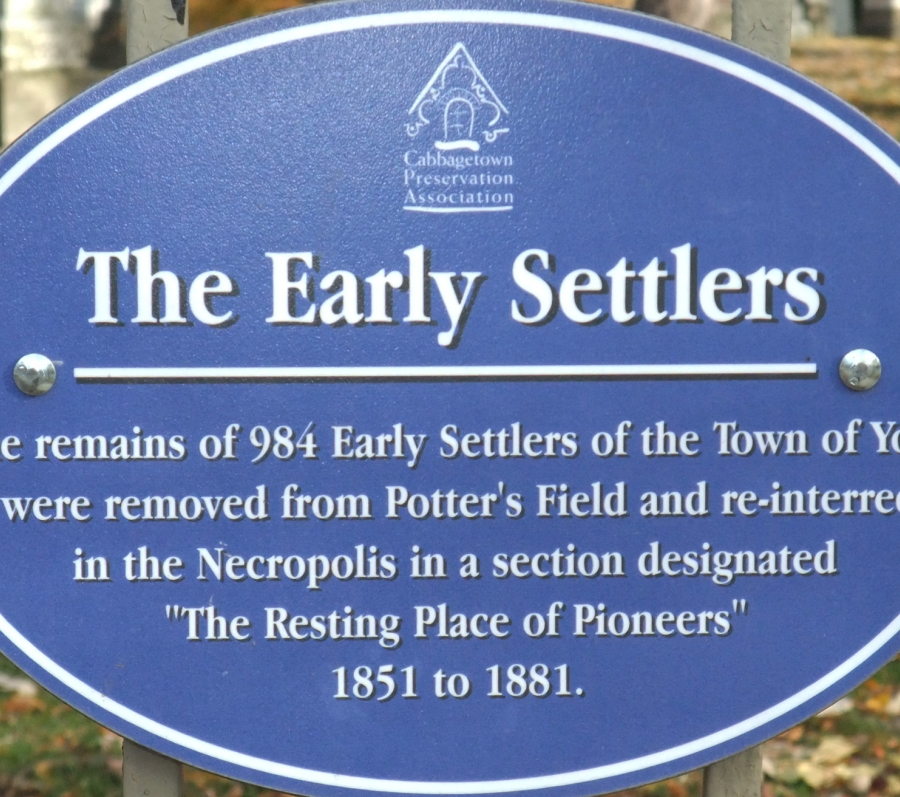 Cabbagetown
Preservation
Association
The Early Settlers
e remains of 984 Early Settlers of the Town of Yo
were removed from Potter's Field and re-interred
in the Necropolis in a section designated
"The Resting Place of Pioneers"
1851 to 1881.